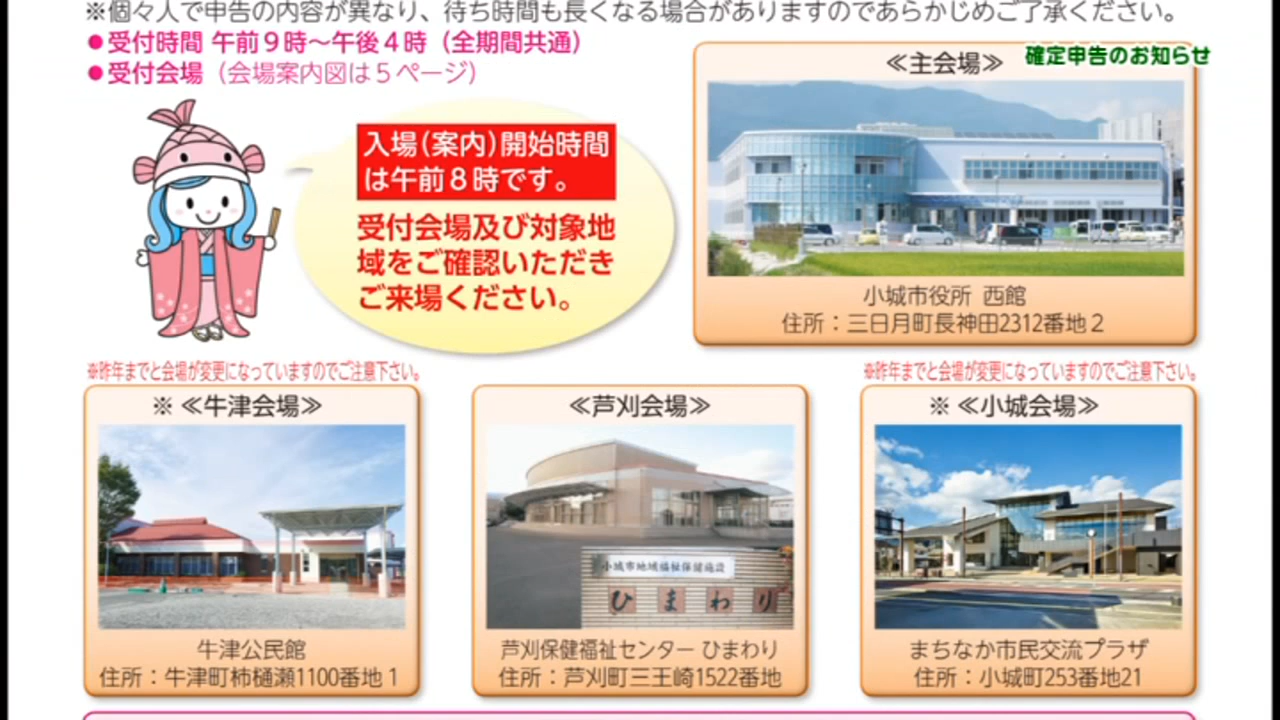 ※個々人で申告の内容が異なり、待ち時間も長くなる場合がありますのであらかじめご了承ください。
●受付時間 午前9時～午後4時（全期間共通）
●受付会場（会場案内図は5ページ）
確定申告のお知らせ
≪主会場≫
入場（案内）開始時間
は午前8時です。
受付会場及び対象地
域をご確認いただき
ご来場ください。
小城市役所 西館
住所：三日月町長神田2312番地2
※昨年までと会場が変更になっていますのでご注意下さい。
※昨年までと会場が変更になっていますのでご注意下さい。
※ ≪牛津会場≫
≪芦刈会場≫
※ ≪小城会場≫
小城市地域福祉保健施設
ひまわり
牛津公民館
住所：牛津町柿樋瀬1100番地1
芦刈保健福祉センター ひまわり
住所：芦刈町三王崎1522番地
まちなか市民交流プラザ
住所：小城町253番地21